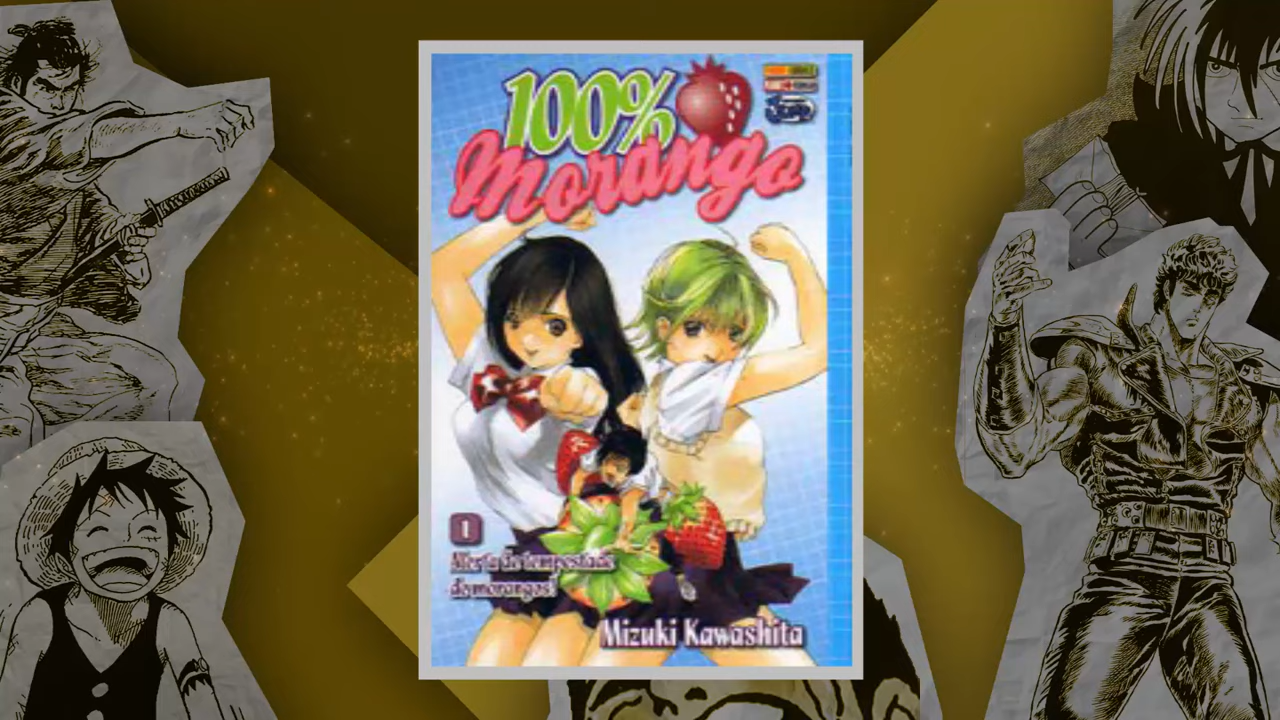 100%
Morango
1
Alerta de tempestade
de morangos!
Mizuki Kawashita